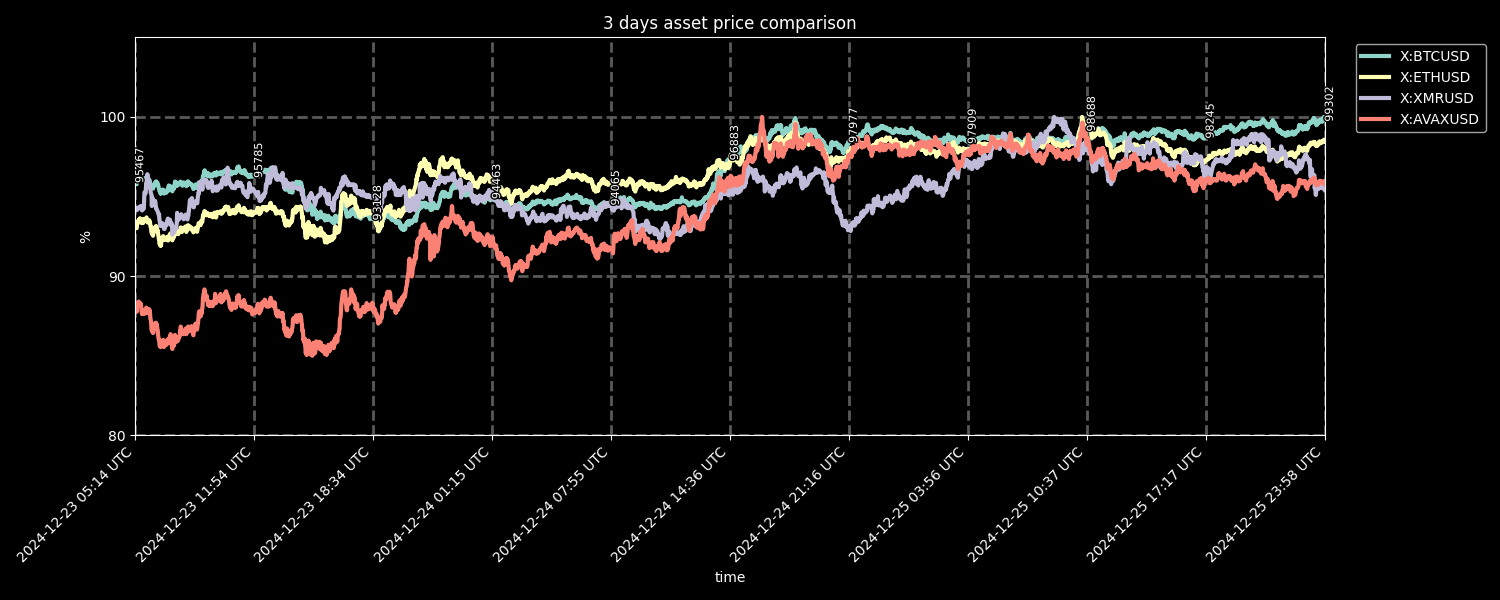 3 days asset price comparison
X:BTCUSD
X:ETHUSD
X:XMRUSD
X:AVAXUSD
100
90
80
%
95467
95785
93128
94463
94065
96883
97977
97909
98688
98245
99302
2024-12-23 05:14 UTC
2024-12-23 11:54 UTC
2024-12-23 18:34 UTC
2024-12-24 01:15 UTC
2024-12-24 07:55 UTC
2024-12-24 14:36 UTC
2024-12-24 21:16 UTC
2024-12-25 03:56 UTC
2024-12-25 10:37 UTC
2024-12-25 17:17 UTC
2024-12-25 23:58 UTC
time